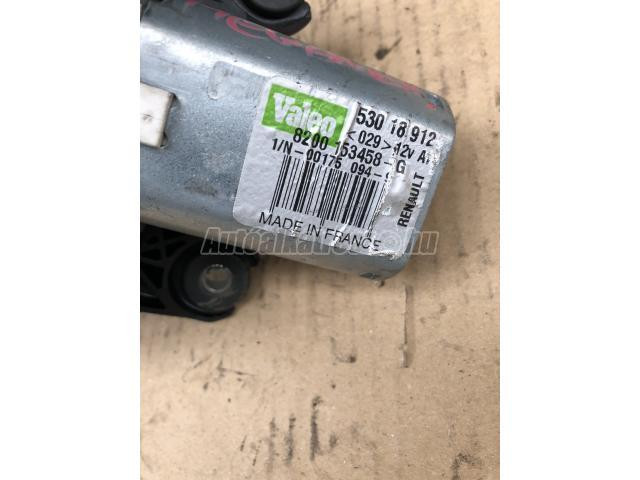 Valeo
530 18 912
<029> 12V
8200 153458-G
1/N-00175 094-
RENAULT
MADE IN FRANCE